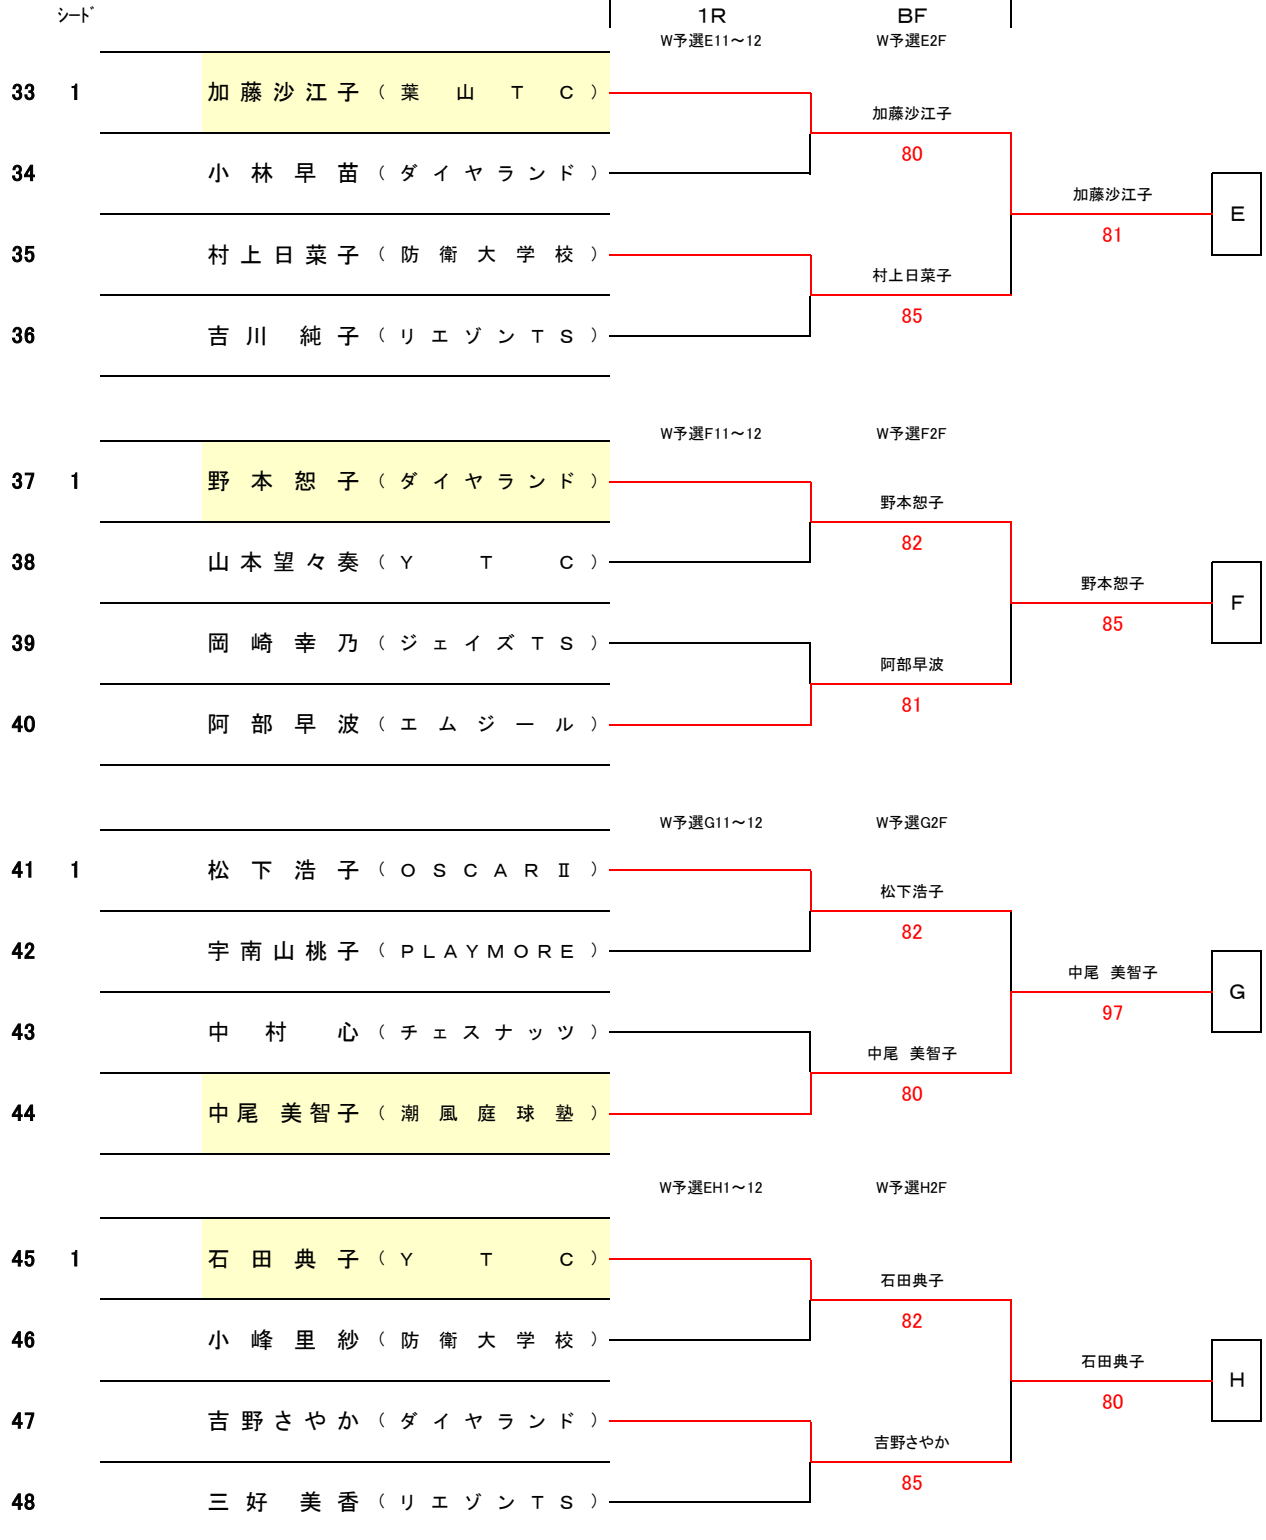 シード 1R BF
W予選E11～12 W予選E2F
33 1 加藤沙江子（葉山TC）
加藤沙江子
80
34 小林早苗（ダイヤランド）
加藤沙江子
E
81
35 村上日菜子（防衛大学校）
村上日菜子
85
36 吉川 純子（リエゾンTS）
W予選F11～12 W予選F2F
37 1 野本恕子（ダイヤランド）
野本恕子
82
38 山本望々奏（YTC）
野本恕子
F
85
39 岡崎幸乃（ジェイズTS）
阿部早波
81
40 阿部早波（エムジール）
W予選G11～12 W予選G2F
41 1 松下浩子（OSCARⅡ）
松下浩子
82
42 宇南山桃子（PLAYMORE）
中尾 美智子
G
97
43 中村 心（チェスナッツ）
中尾 美智子
80
44 中尾 美智子（潮風庭球塾）
W予選EH1～12 W予選H2F
45 1 石田典子（YTC）
石田典子
82
46 小峰里紗（防衛大学校）
石田典子
H
80
47 吉野さやか（ダイヤランド）
吉野さやか
85
48 三好 美香（リエゾンTS）